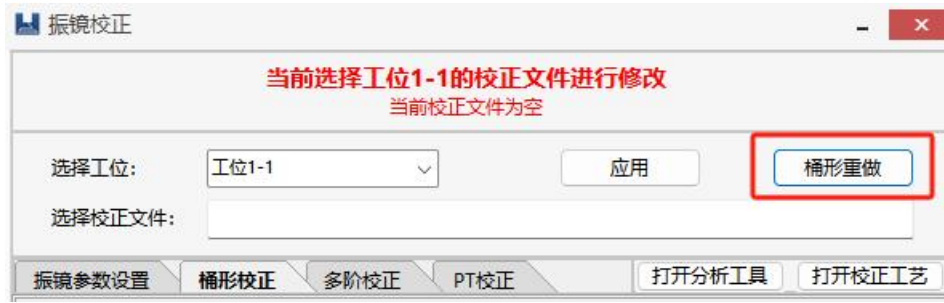 振镜校正
当前选择工位1-1的校正文件进行修改
当前校正文件为空
选择工位: 工位1-1 应用 桶形重做
选择校正文件:
振镜参数设置 桶形校正 多阶校正 PT校正 打开分析工具 打开校正工艺